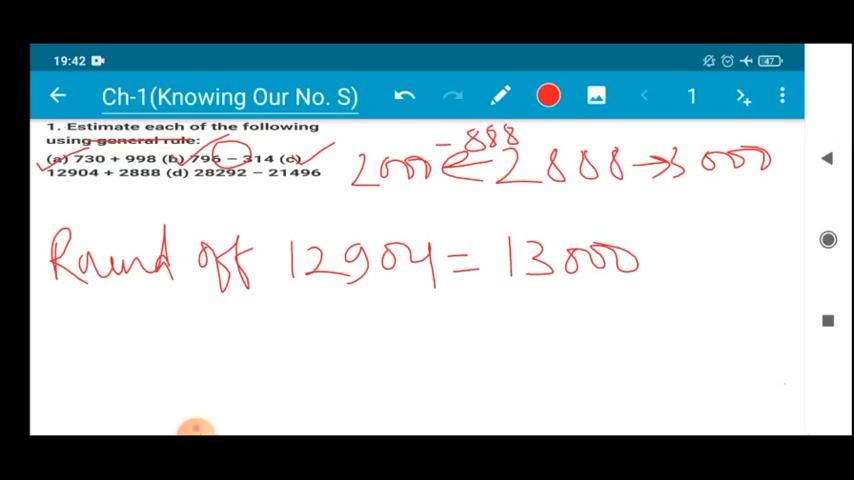 19:42
47
Ch-1(Knowing Our No. S)
1
1. Estimate each of the following
using general rule:
(a) 730 + 998 (b) 796 – 314 (c)
12904 + 2888 (d) 28292 – 21496
– 888
2000 ← 2888 → 3000
Round off 12904 = 13000